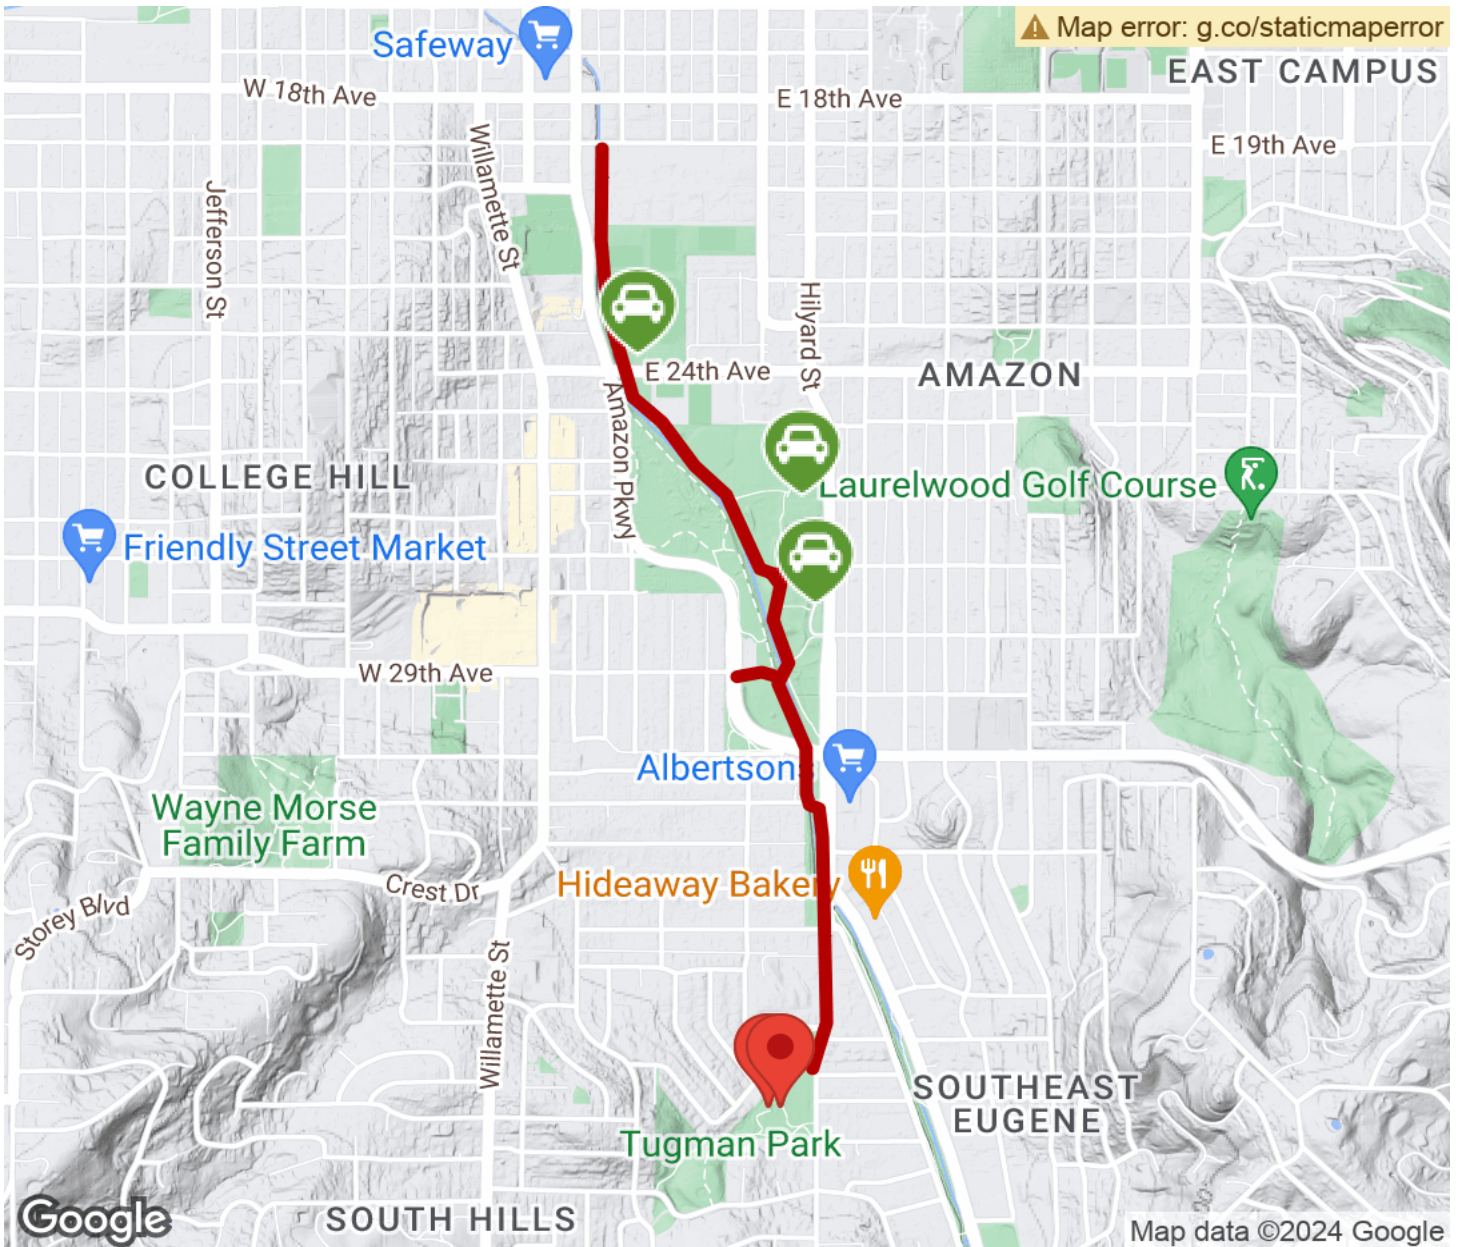 Map error: g.co/staticmaperror
Safeway
EAST CAMPUS
W 18th Ave
E 18th Ave
E 19th Ave
Willamette St
Jefferson St
Hilyard St
E 24th Ave
AMAZON
Amazon Pkwy
COLLEGE HILL
Laurelwood Golf Course
Friendly Street Market
W 29th Ave
Albertson
Wayne Morse
Family Farm
Hideaway Bakery
Crest Dr
Storey Blvd
Willamette St
SOUTHEAST
EUGENE
Tugman Park
SOUTH HILLS
Google
Map data ©2024 Google